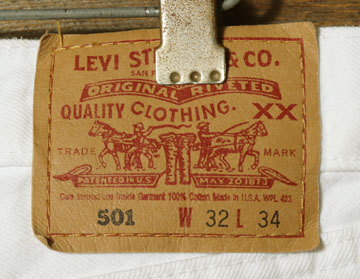 LEVI ST & CO.
SAN
ORIGINAL RIVETED
QUALITY CLOTHING. XX
TRADE MARK
PATENTED IN U.S. MAY 20 1873
Care Instructions Inside Garment 100% Cotton Made in U.S.A. WPL 423
501 W 32 L 34